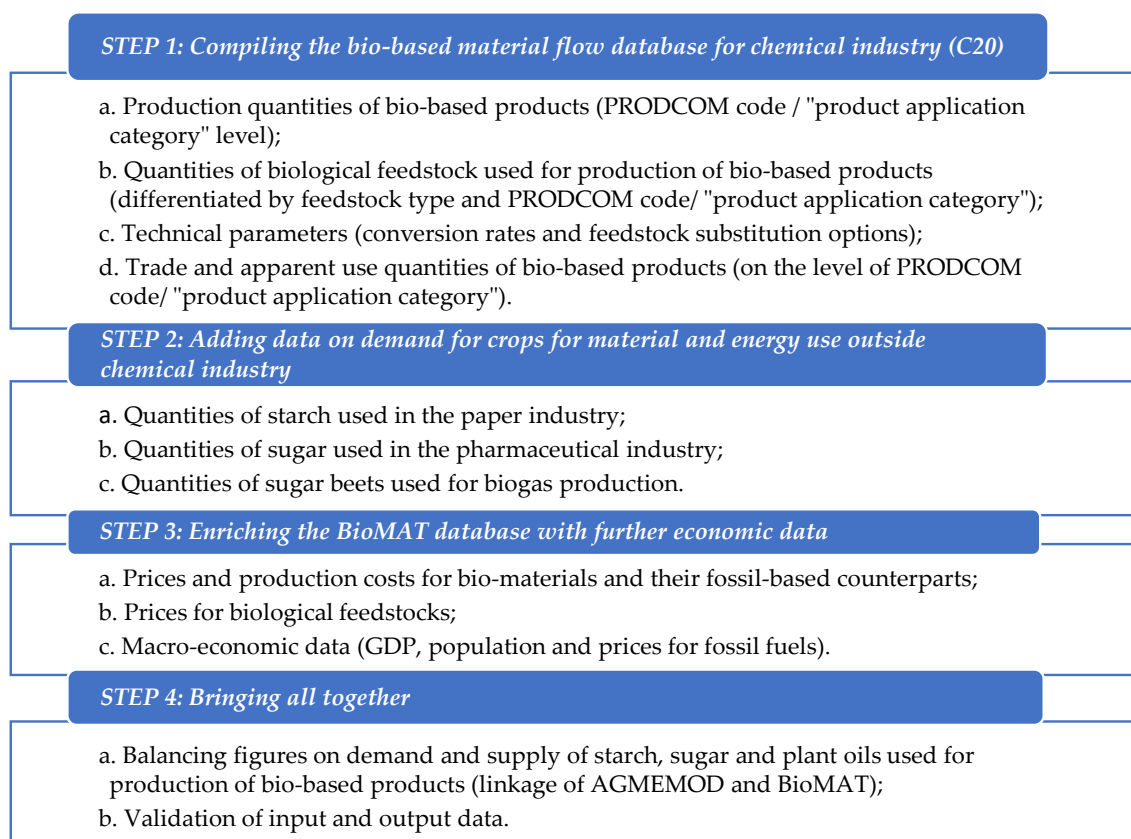 STEP 1: Compiling the bio-based material flow database for chemical industry (C20)
a. Production quantities of bio-based products (PRODCOM code / "product application
category" level);
b. Quantities of biological feedstock used for production of bio-based products
(differentiated by feedstock type and PRODCOM code/ "product application category");
c. Technical parameters (conversion rates and feedstock substitution options);
d. Trade and apparent use quantities of bio-based products (on the level of PRODCOM
code/ "product application category").
STEP 2: Adding data on demand for crops for material and energy use outside
chemical industry
a. Quantities of starch used in the paper industry;
b. Quantities of sugar used in the pharmaceutical industry;
c. Quantities of sugar beets used for biogas production.
STEP 3: Enriching the BioMAT database with further economic data
a. Prices and production costs for bio-materials and their fossil-based counterparts;
b. Prices for biological feedstocks;
c. Macro-economic data (GDP, population and prices for fossil fuels).
STEP 4: Bringing all together
a. Balancing figures on demand and supply of starch, sugar and plant oils used for
production of bio-based products (linkage of AGMEMOD and BioMAT);
b. Validation of input and output data.